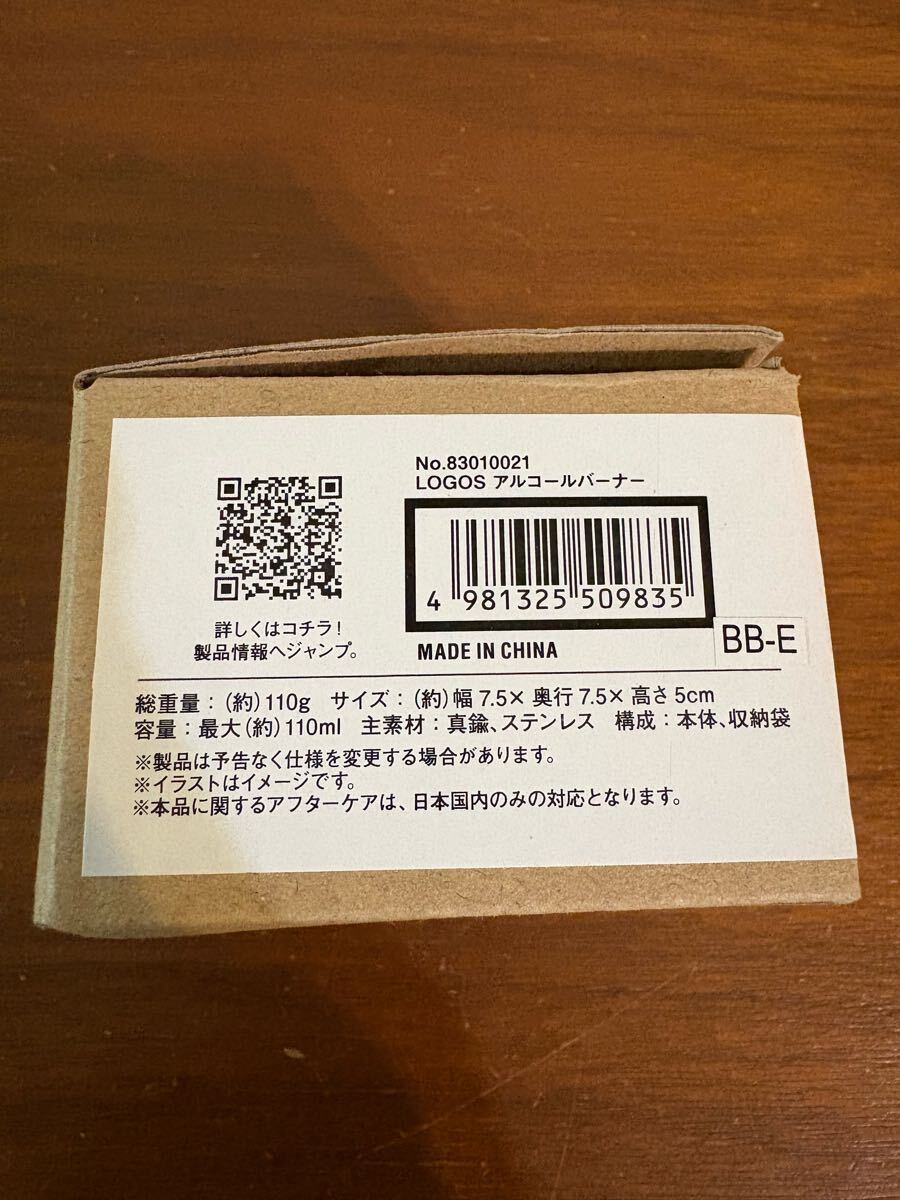 No.83010021
LOGOS アルコールバーナー
4 981325 509835
詳しくはコチラ!
製品情報へジャンプ。
MADE IN CHINA
BB-E
総重量:(約)110g サイズ:(約)幅 7.5× 奥行 7.5× 高さ 5cm
容量:最大(約)110ml 主素材:真鍮、ステンレス 構成:本体、収納袋
※製品は予告なく仕様を変更する場合があります。
※イラストはイメージです。
※本品に関するアフターケアは、日本国内のみの対応となります。